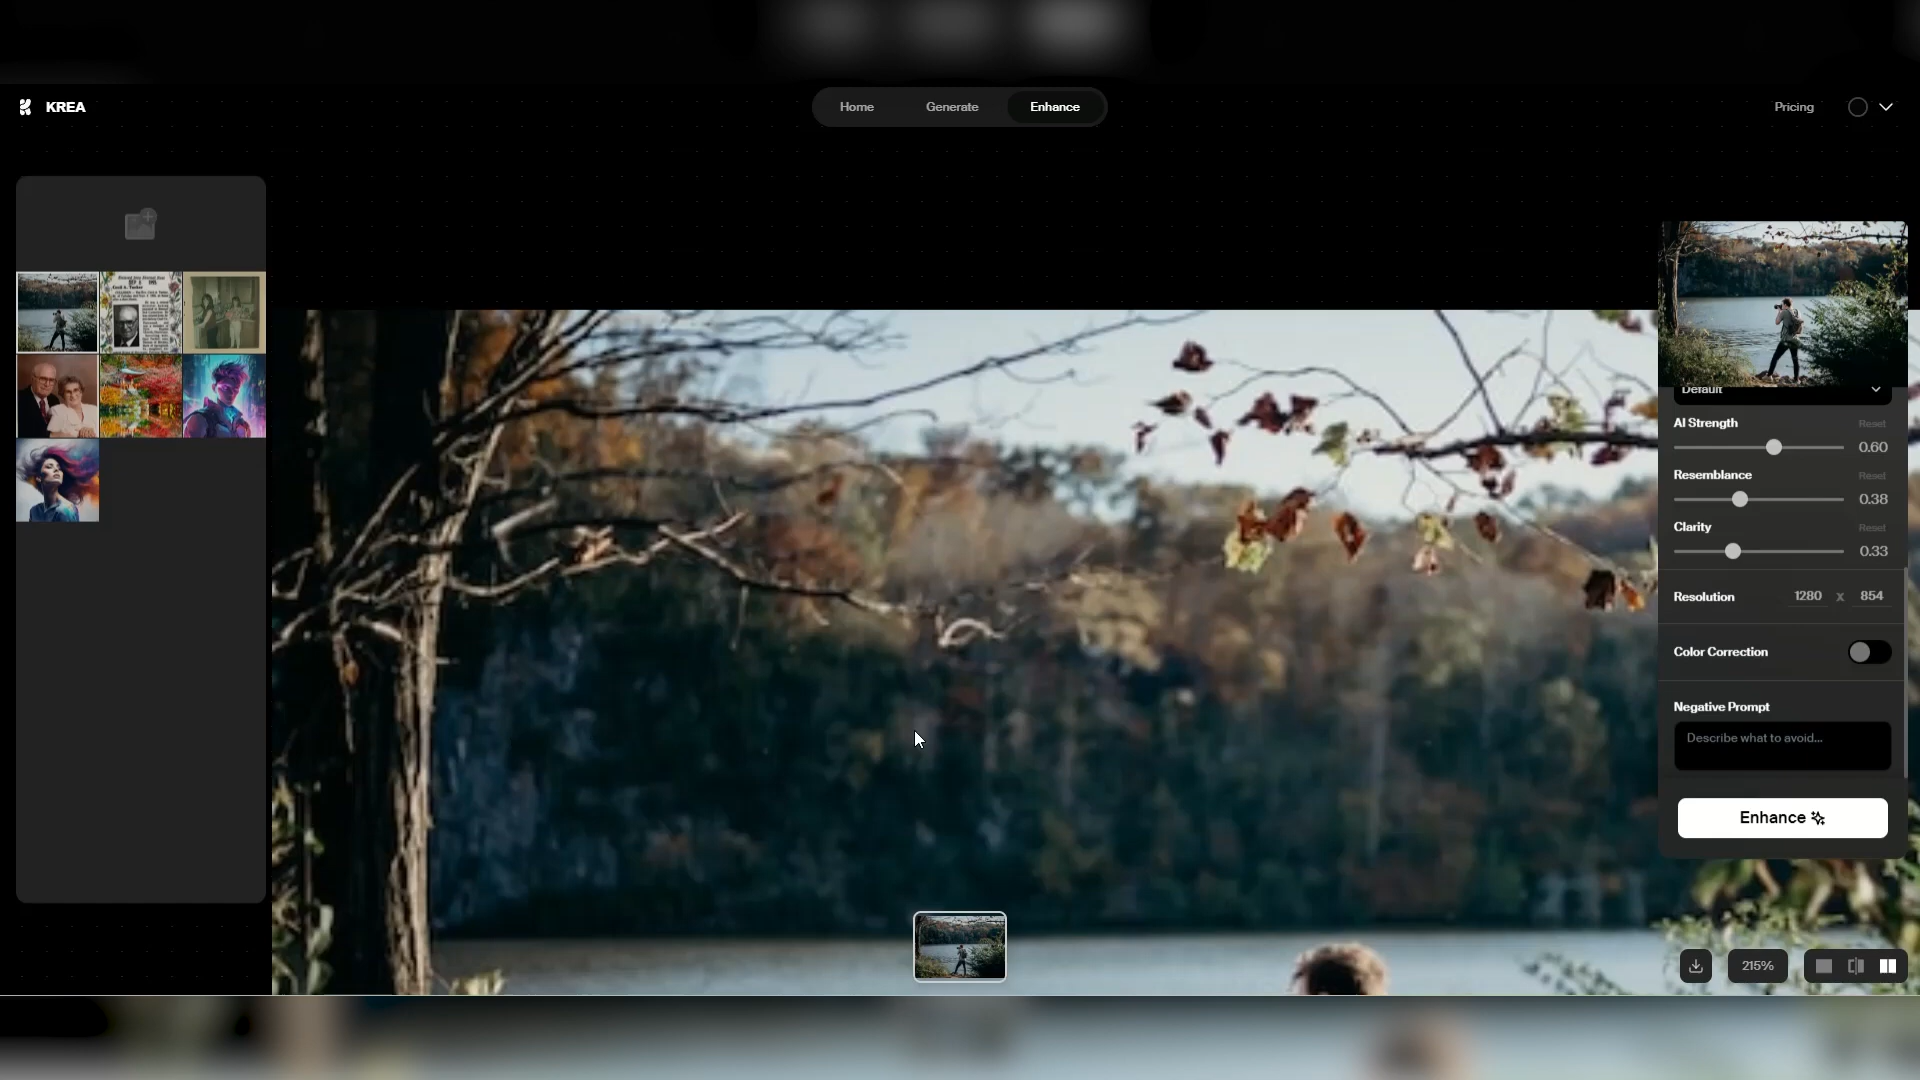 KREA
Home
Generate
Enhance
Pricing
Default
AI Strength
Reset
0.60
Resemblance
Reset
0.38
Clarity
Reset
0.33
Resolution
1280 x 854
Color Correction
Negative Prompt
Describe what to avoid...
Enhance
215%